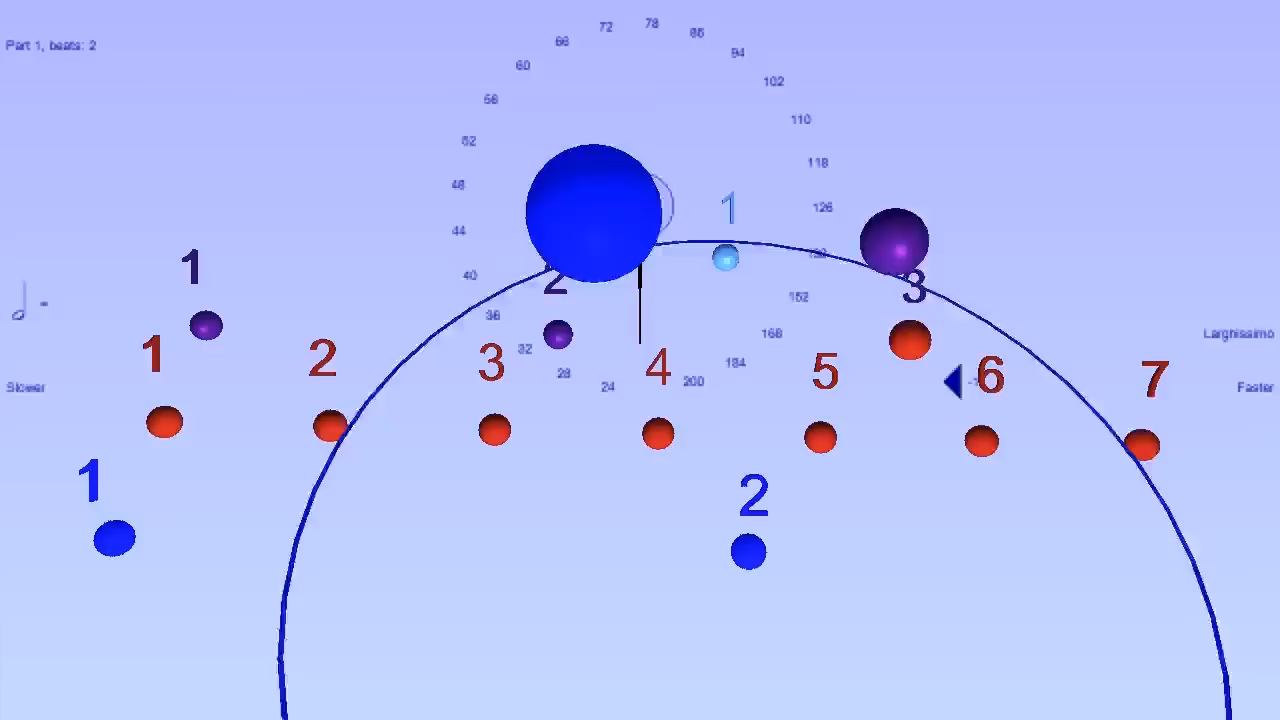 72 78 86
66 94
Part 1, beats: 2
60 102
56 110
52 118
48 126
1
44
1 40 2 3
152
36 168
32 184
28 24 200
Larghissimo
1 2 3 4 5 6 7
Slower Faster
1 2